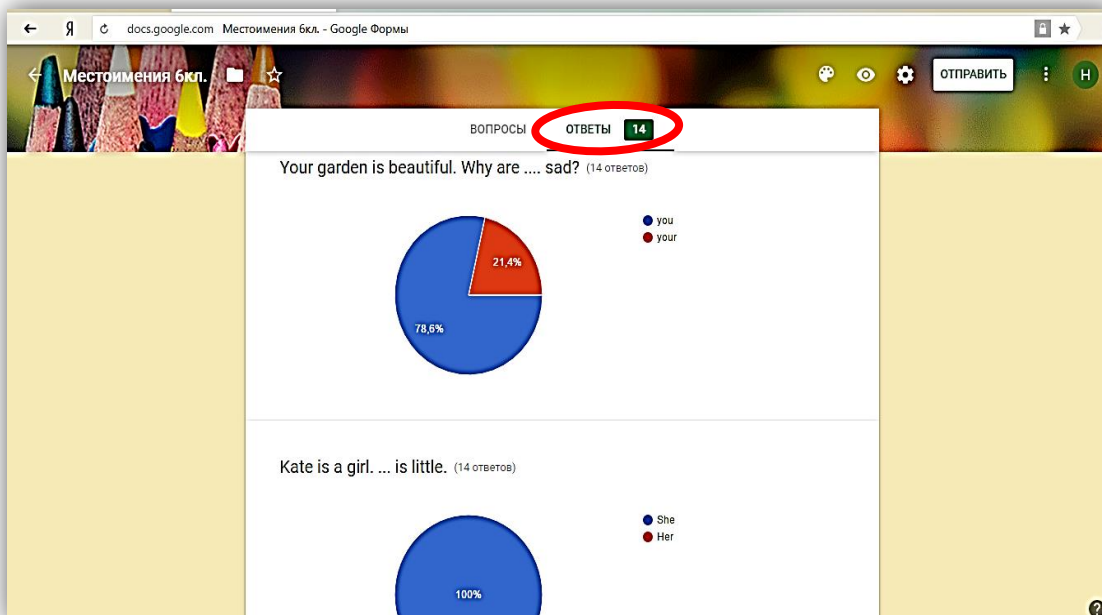 Я docs.google.com Местоимения 6кл. - Google Формы
Местоимения 6кл. ОТПРАВИТЬ Н
ВОПРОСЫ ОТВЕТЫ 14
Your garden is beautiful. Why are .... sad? (14 ответов)
you
your
21,4%
78,6%
Kate is a girl. ... is little. (14 ответов)
She
Her
100%
?